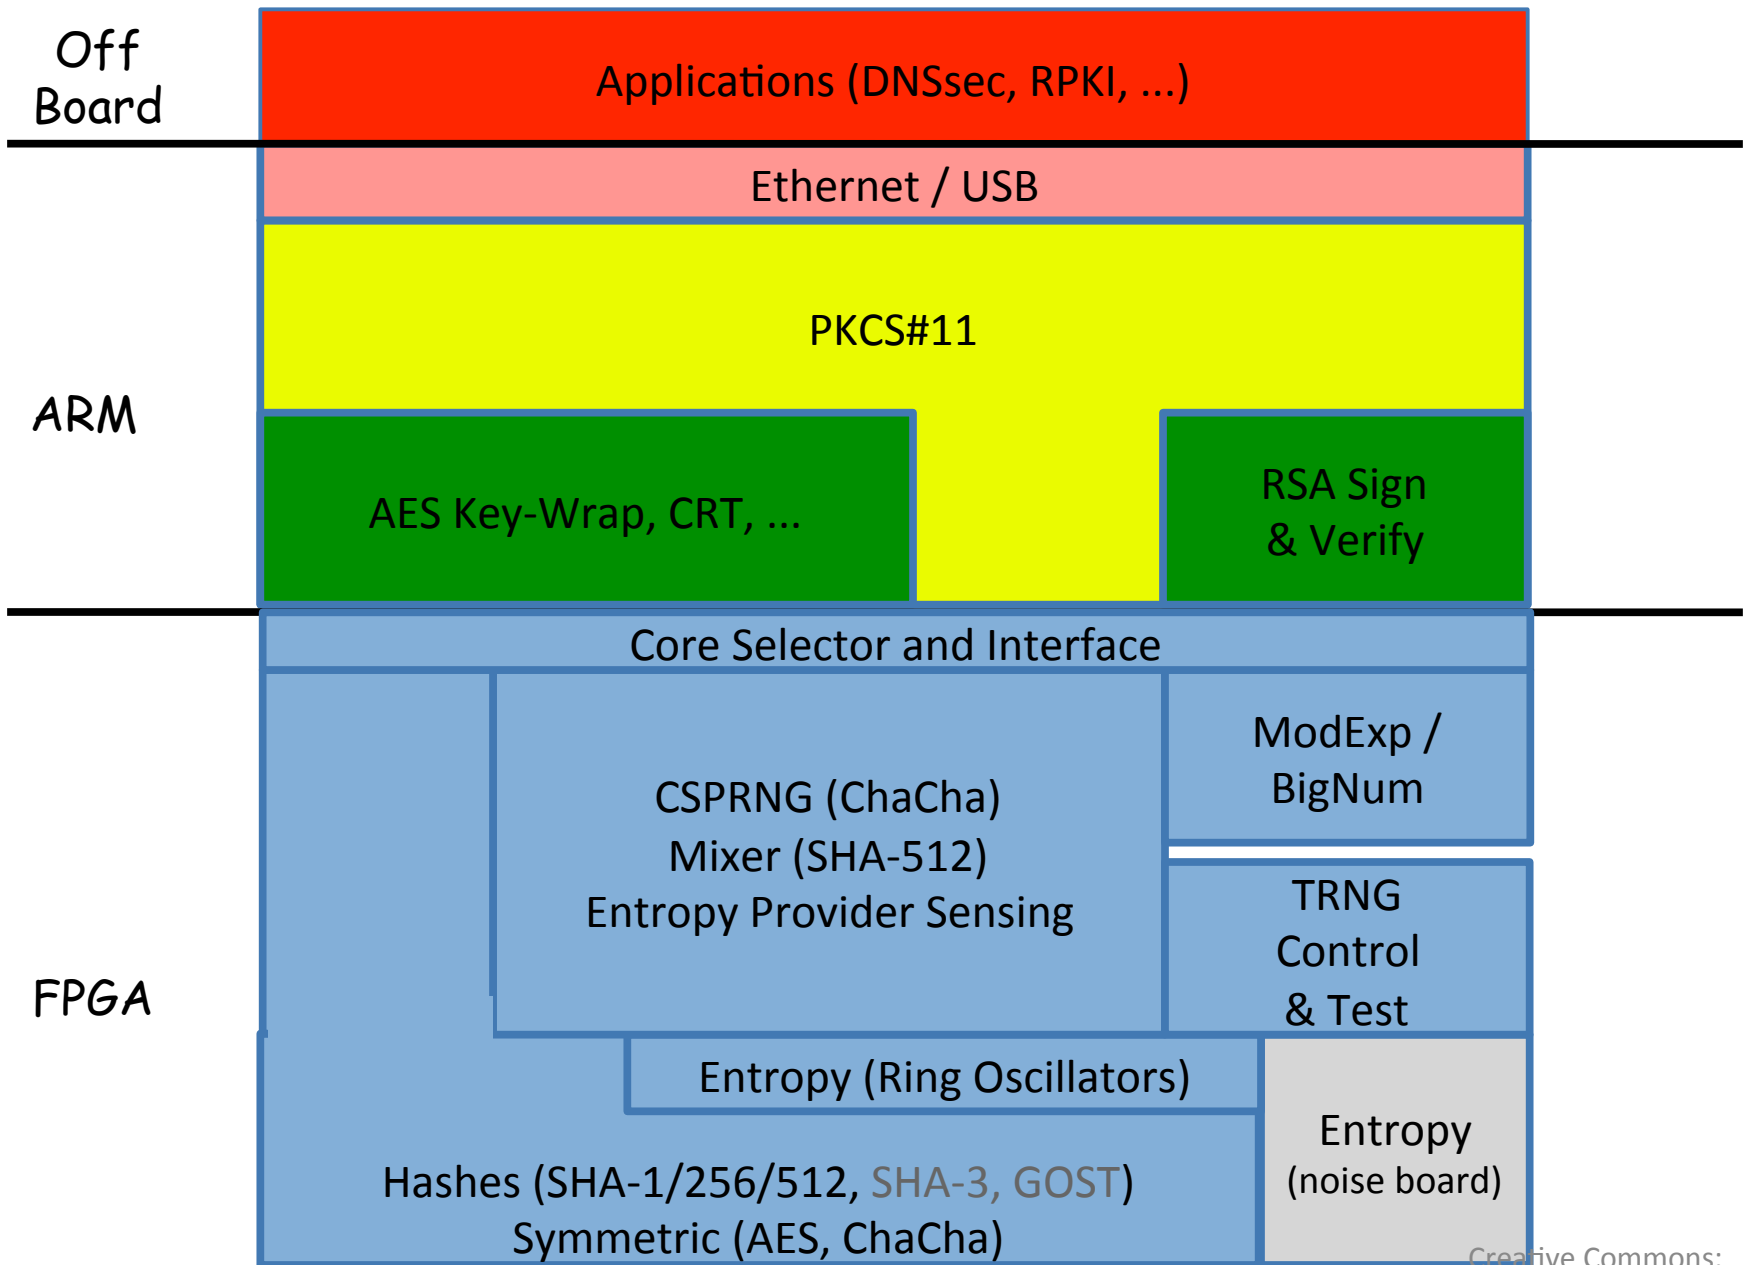 Off
Board
Applications (DNSsec, RPKI, ...)
Ethernet / USB
PKCS#11
ARM
AES Key-Wrap, CRT, ...
RSA Sign
& Verify
Core Selector and Interface
ModExp /
BigNum
CSPRNG (ChaCha)
Mixer (SHA-512)
Entropy Provider Sensing
TRNG
Control
& Test
FPGA
Entropy (Ring Oscillators)
Entropy
(noise board)
Hashes (SHA-1/256/512, SHA-3, GOST)
Symmetric (AES, ChaCha)
Creative Commons: